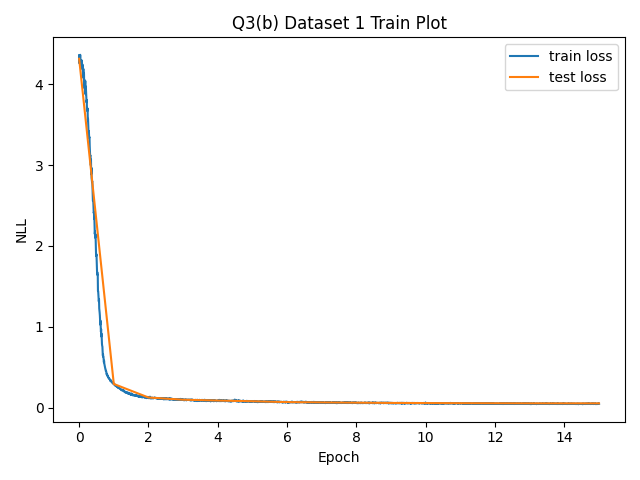 Q3(b) Dataset 1 Train Plot
train loss
test loss
4
3
2
1
0
NLL
0 2 4 6 8 10 12 14
Epoch